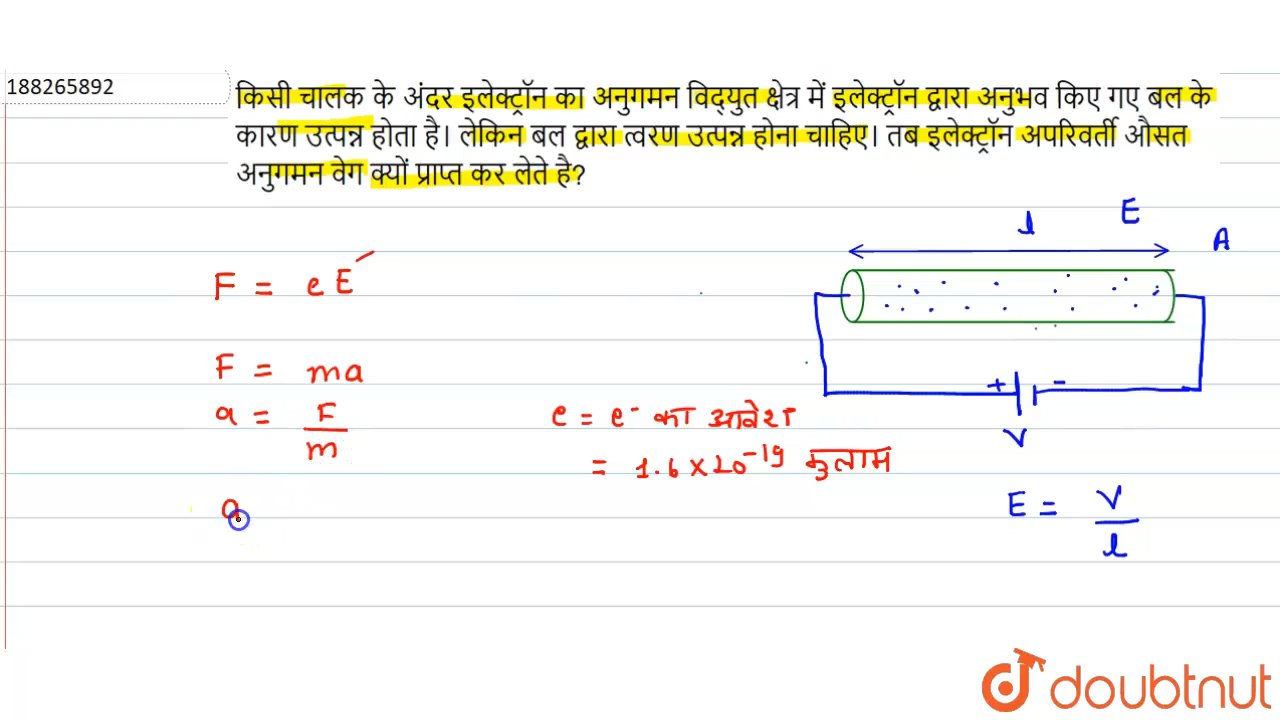 188265892
किसी चालक के अंदर इलेक्ट्रॉन का अनुगमन विद्युत क्षेत्र में इलेक्ट्रॉन द्वारा अनुभव किए गए बल के
कारण उत्पन्न होता है। लेकिन बल द्वारा त्वरण उत्पन्न होना चाहिए। तब इलेक्ट्रॉन अपरिवर्ती औसत
अनुगमन वेग क्यों प्राप्त कर लेते है?
l E
A
F = e E
F = ma
a = F/m
+ -
V
e = e⁻ का आवेश
= 1.6 × 10⁻¹⁹ कुलाम
E = V/l
a
doubtnut